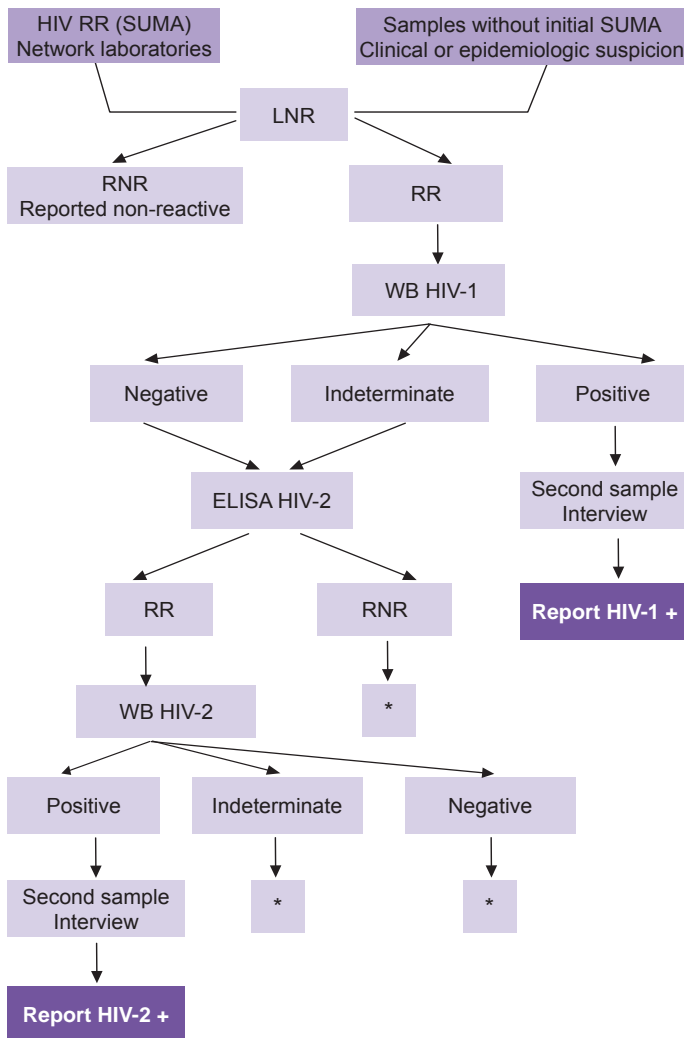 HIV RR (SUMA)
Network laboratories
Samples without initial SUMA
Clinical or epidemiologic suspicion
LNR
RNR
Reported non-reactive
RR
WB HIV-1
Negative
Indeterminate
Positive
ELISA HIV-2
Second sample
Interview
RR
RNR
Report HIV-1 +
WB HIV-2
*
Positive
Indeterminate
Negative
Second sample
Interview
*
*
Report HIV-2 +